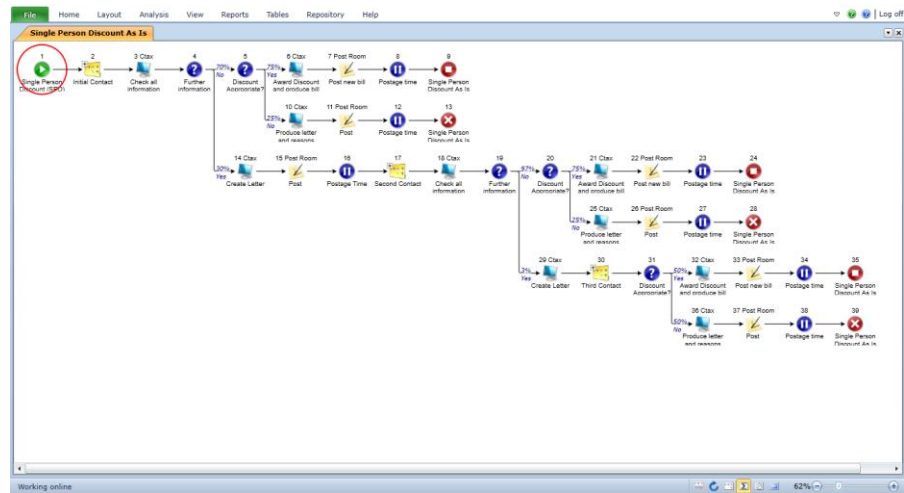 File Home Layout Analysis View Reports Tables Repository Help Log off
Single Person Discount As Is
1 2 3 Ctax 4 70% 5 75% 6 Ctax 7 Post Room 8 9
No Yes
Single Person Initial Contact Check all Further Discount Award Discount Post new bill Postage time Single Person
Discount (SPD) information information Appropriate? and produce bill Discount As Is
25% 10 Ctax 11 Post Room 12 13
No
Produce letter Post Postage time Single Person
and reasons Discount As Is
30% 14 Ctax 15 Post Room 16 17 18 Ctax 19 97% 20 75% 21 Ctax 22 Post Room 23 24
Yes No Yes
Create Letter Post Postage Time Second Contact Check all Further Discount Award Discount Post new bill Postage time Single Person
information information Appropriate? and produce bill Discount As Is
25% 25 Ctax 26 Post Room 27 28
No
Produce letter Post Postage time Single Person
and reasons Discount As Is
3% 29 Ctax 30 31 50% 32 Ctax 33 Post Room 34 35
Yes Yes
Create Letter Third Contact Discount Award Discount Post new bill Postage time Single Person
Appropriate? and produce bill Discount As Is
50% 36 Ctax 37 Post Room 38 39
No
Produce letter Post Postage time Single Person
and reasons Discount As Is
Working online 62%